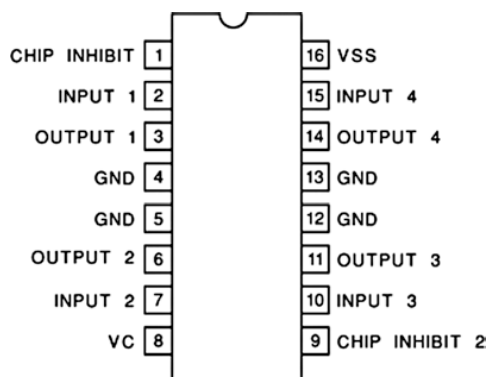 CHIP INHIBIT 1 16 VSS
INPUT 1 2 15 INPUT 4
OUTPUT 1 3 14 OUTPUT 4
GND 4 13 GND
GND 5 12 GND
OUTPUT 2 6 11 OUTPUT 3
INPUT 2 7 10 INPUT 3
VC 8 9 CHIP INHIBIT 2